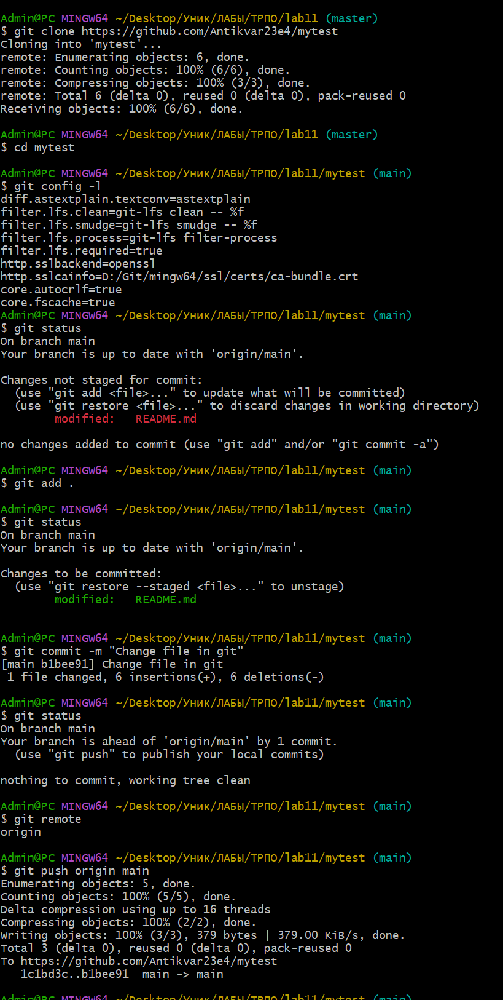 Admin@PC MINGW64 ~/Desktop/Уник/ЛАБЫ/ТРПО/lab11 (master)
$ git clone https://github.com/Antikvar23e4/mytest
Cloning into 'mytest'...
remote: Enumerating objects: 6, done.
remote: Counting objects: 100% (6/6), done.
remote: Compressing objects: 100% (3/3), done.
remote: Total 6 (delta 0), reused 0 (delta 0), pack-reused 0
Receiving objects: 100% (6/6), done.
Admin@PC MINGW64 ~/Desktop/Уник/ЛАБЫ/ТРПО/lab11 (master)
$ cd mytest
Admin@PC MINGW64 ~/Desktop/Уник/ЛАБЫ/ТРПО/lab11/mytest (main)
$ git config -l
diff.astextplain.textconv=astextplain
filter.lfs.clean=git-lfs clean -- %f
filter.lfs.smudge=git-lfs smudge -- %f
filter.lfs.process=git-lfs filter-process
filter.lfs.required=true
http.sslbackend=openssl
http.sslcainfo=D:/Git/mingw64/ssl/certs/ca-bundle.crt
core.autocrlf=true
core.fscache=true
Admin@PC MINGW64 ~/Desktop/Уник/ЛАБЫ/ТРПО/lab11/mytest (main)
$ git status
On branch main
Your branch is up to date with 'origin/main'.
Changes not staged for commit:
  (use "git add <file>..." to update what will be committed)
  (use "git restore <file>..." to discard changes in working directory)
        modified:   README.md
no changes added to commit (use "git add" and/or "git commit -a")
Admin@PC MINGW64 ~/Desktop/Уник/ЛАБЫ/ТРПО/lab11/mytest (main)
$ git add .
Admin@PC MINGW64 ~/Desktop/Уник/ЛАБЫ/ТРПО/lab11/mytest (main)
$ git status
On branch main
Your branch is up to date with 'origin/main'.
Changes to be committed:
  (use "git restore --staged <file>..." to unstage)
        modified:   README.md
Admin@PC MINGW64 ~/Desktop/Уник/ЛАБЫ/ТРПО/lab11/mytest (main)
$ git commit -m "Change file in git"
[main b1bee91] Change file in git
 1 file changed, 6 insertions(+), 6 deletions(-)
Admin@PC MINGW64 ~/Desktop/Уник/ЛАБЫ/ТРПО/lab11/mytest (main)
$ git status
On branch main
Your branch is ahead of 'origin/main' by 1 commit.
  (use "git push" to publish your local commits)
nothing to commit, working tree clean
Admin@PC MINGW64 ~/Desktop/Уник/ЛАБЫ/ТРПО/lab11/mytest (main)
$ git remote
origin
Admin@PC MINGW64 ~/Desktop/Уник/ЛАБЫ/ТРПО/lab11/mytest (main)
$ git push origin main
Enumerating objects: 5, done.
Counting objects: 100% (5/5), done.
Delta compression using up to 16 threads
Compressing objects: 100% (2/2), done.
Writing objects: 100% (3/3), 379 bytes | 379.00 KiB/s, done.
Total 3 (delta 0), reused 0 (delta 0), pack-reused 0
To https://github.com/Antikvar23e4/mytest
   1c1bd3c..b1bee91  main -> main
Admin@PC MINGW64 ~/Desktop/Уник/ЛАБЫ/ТРПО/lab11/mytest (main)